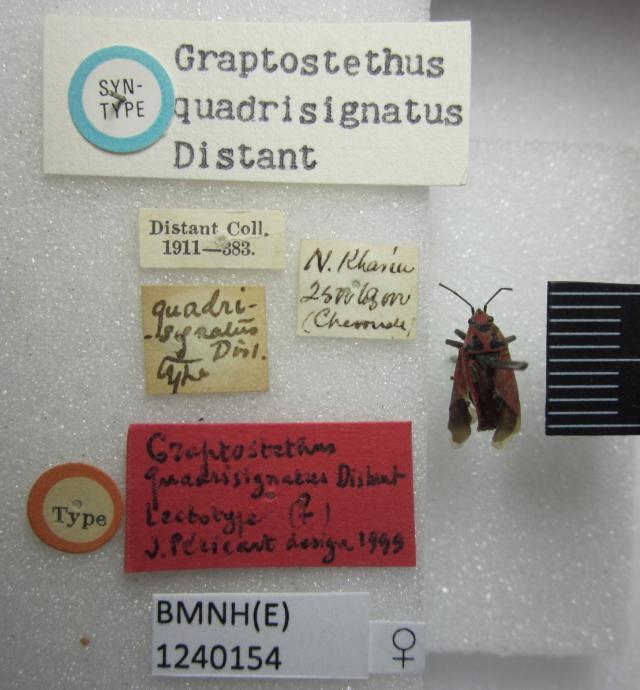 SYN-
TYPE
Graptostethus
quadrisignatus
Distant
Distant Coll.
1911—383.
N. Khasia
(Chennell)
quadri-
-signatus
Dist.
Type
Type
Graptostethus
quadrisignatus Distant
Lectotype (♀)
J. Péricart design 1999
BMNH(E)
1240154
♀